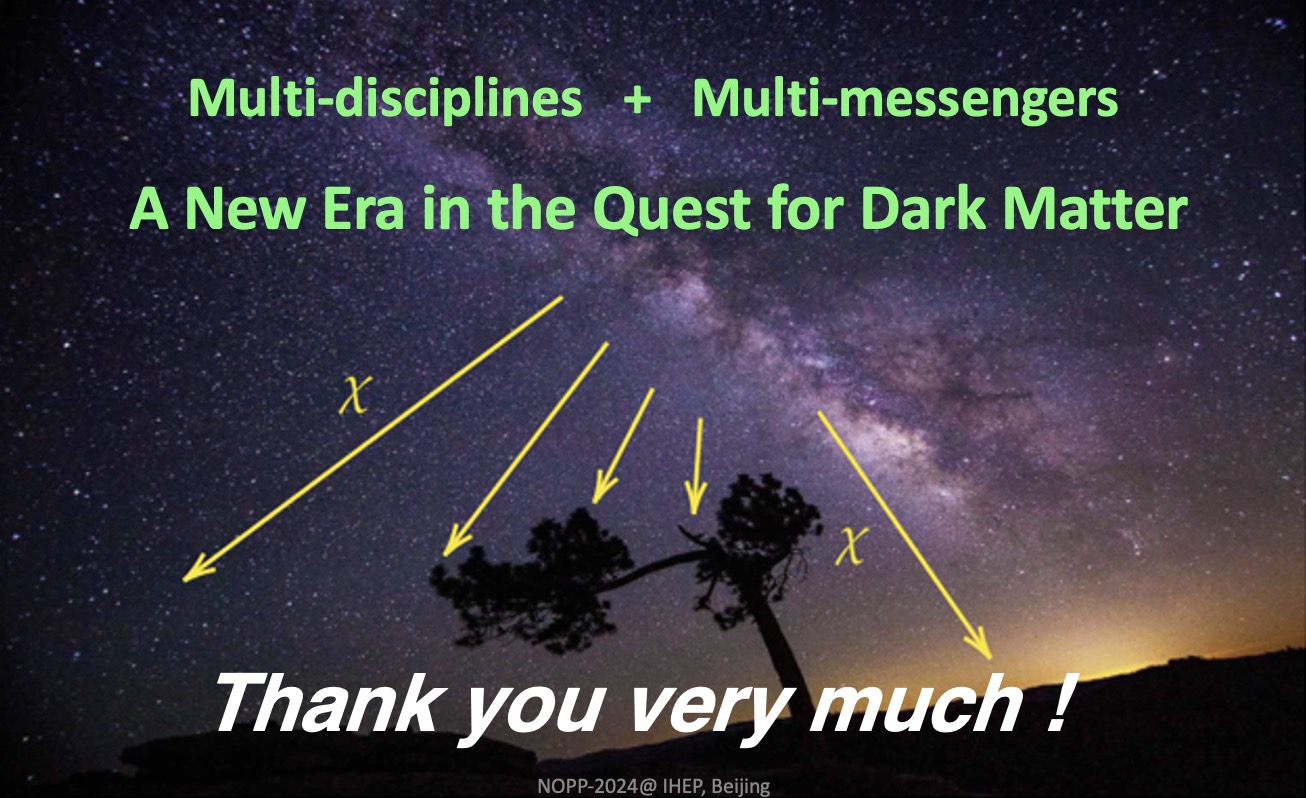 Multi-disciplines + Multi-messengers
A New Era in the Quest for Dark Matter
χ
χ
Thank you very much !
NOPP-2024@ IHEP, Beijing